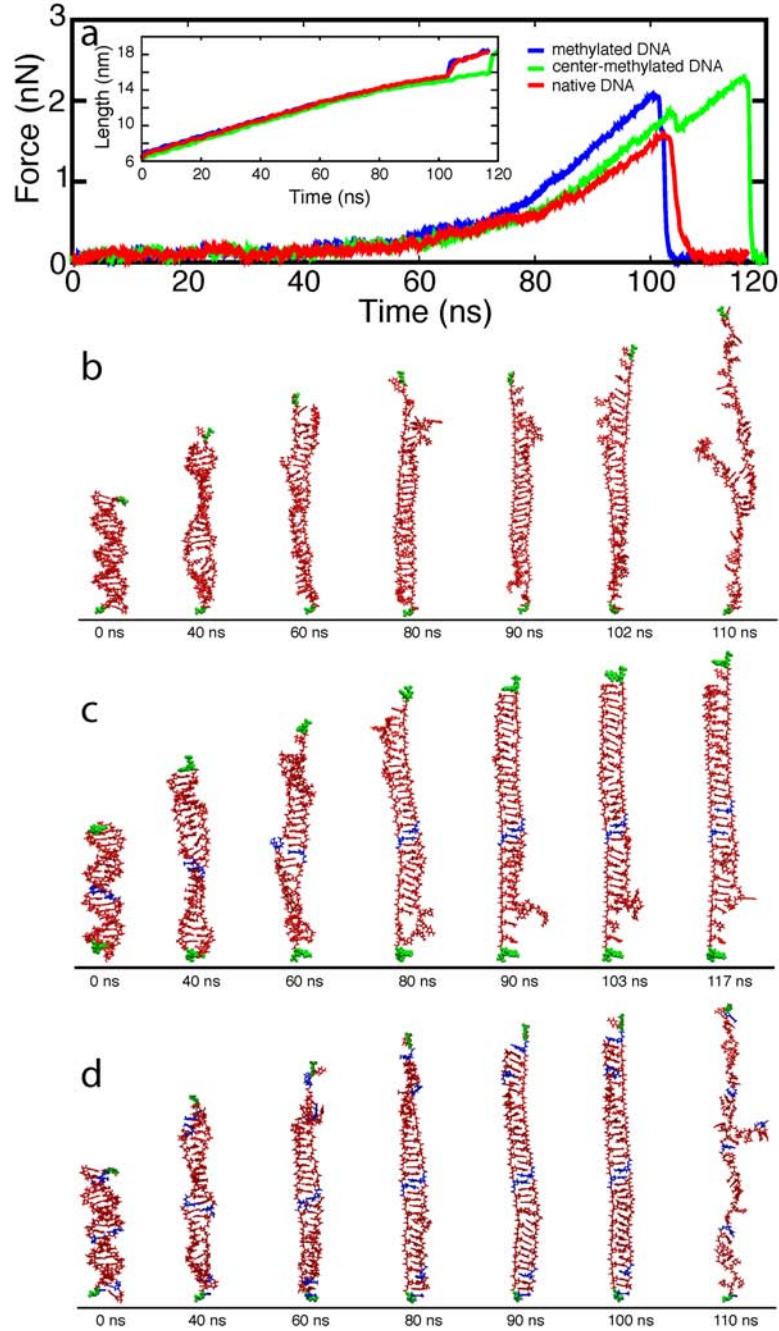 a
3
2
1
0
Force (nN)
18
14
10
6
Length (nm)
0 20 40 60 80 100 120
Time (ns)
methylated DNA
center-methylated DNA
native DNA
0 20 40 60 80 100 120
Time (ns)
b
0 ns 40 ns 60 ns 80 ns 90 ns 102 ns 110 ns
c
0 ns 40 ns 60 ns 80 ns 90 ns 103 ns 117 ns
d
0 ns 40 ns 60 ns 80 ns 90 ns 100 ns 110 ns